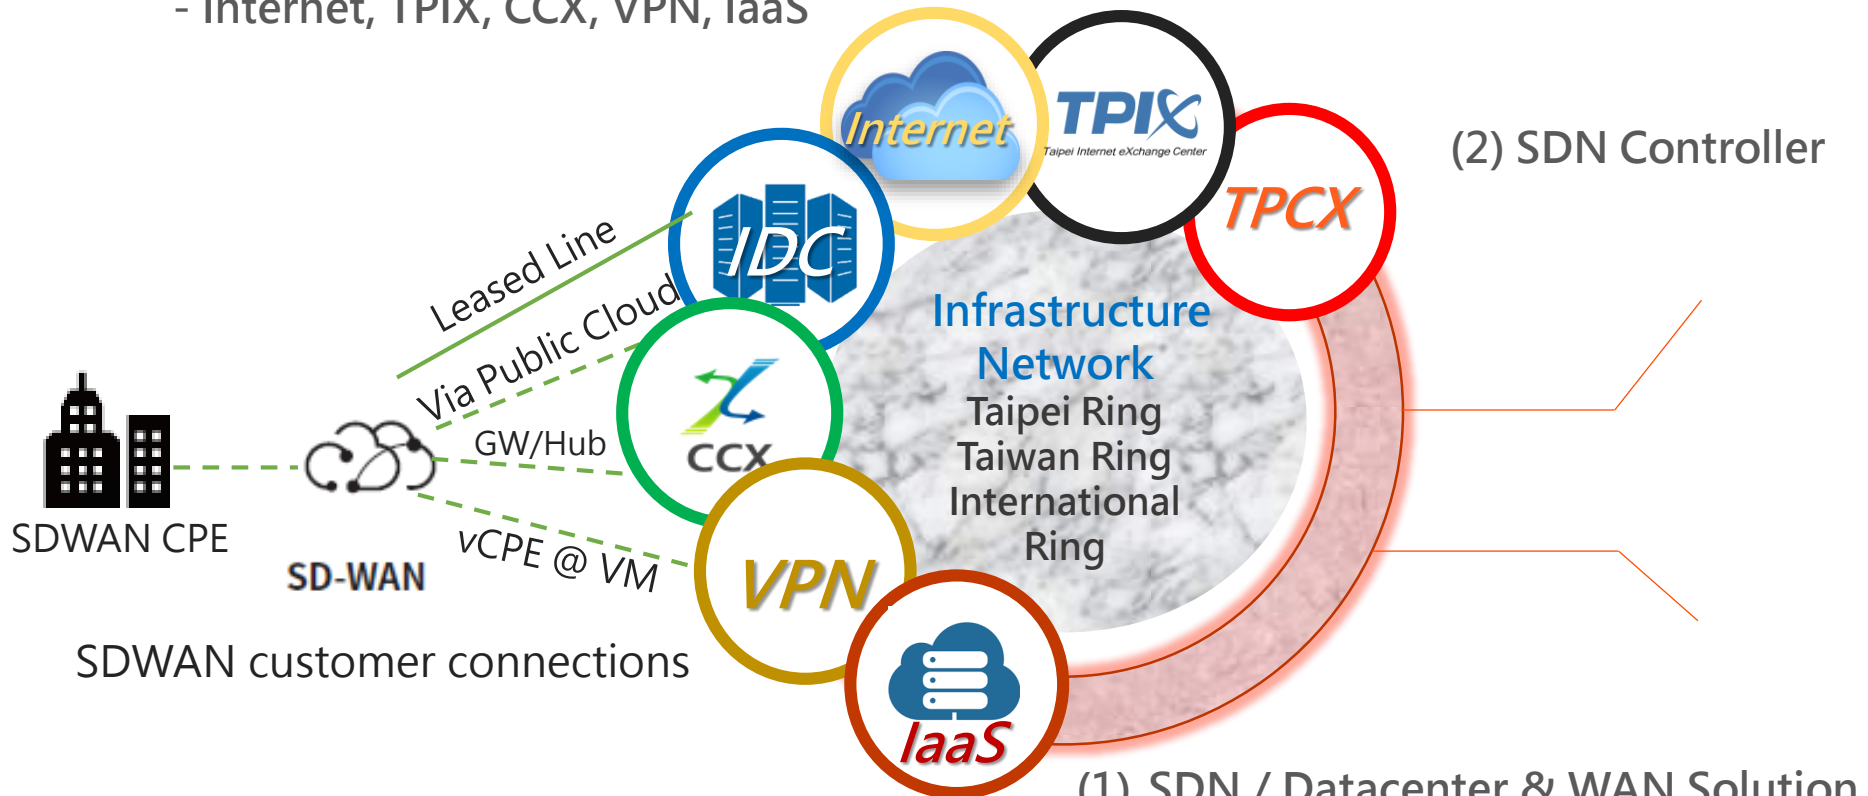 - Internet, TPIX, CCX, VPN, IaaS
Internet
TPIX
Taipei Internet eXchange Center
TPCX
(2) SDN Controller
IDC
Leased Line
Via Public Cloud
GW/Hub
vCPE @ VM
CCX
VPN
IaaS
Infrastructure
Network
Taipei Ring
Taiwan Ring
International
Ring
SDWAN CPE
SD-WAN
SDWAN customer connections
(1) SDN / Datacenter & WAN Solution